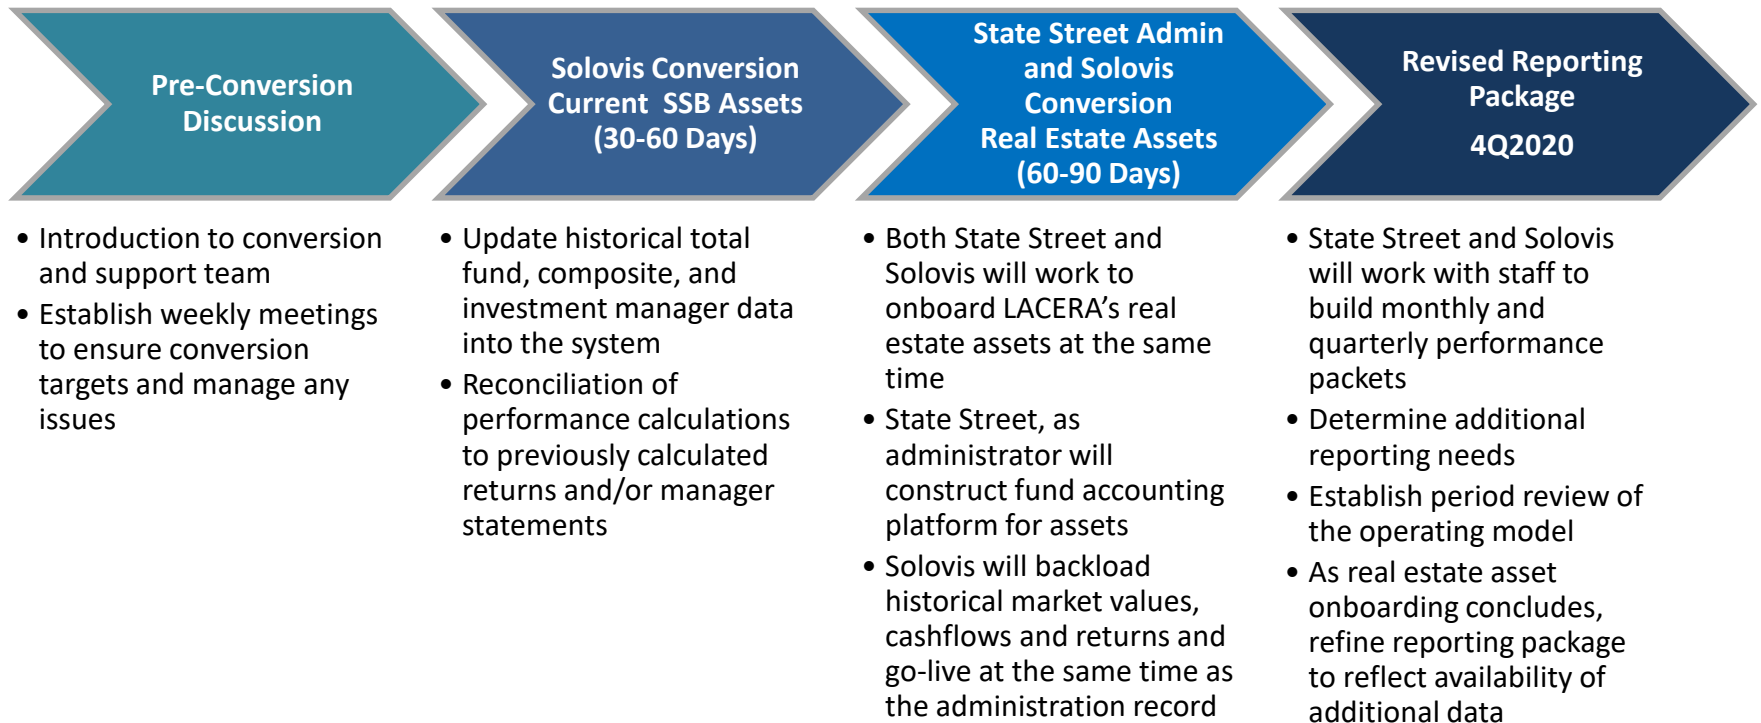 Pre-Conversion
Discussion
Solovis Conversion
Current SSB Assets
(30-60 Days)
State Street Admin
and Solovis
Conversion
Real Estate Assets
(60-90 Days)
Revised Reporting
Package
4Q2020
• Introduction to conversion
and support team
• Establish weekly meetings
to ensure conversion
targets and manage any
issues
• Update historical total
fund, composite, and
investment manager data
into the system
• Reconciliation of
performance calculations
to previously calculated
returns and/or manager
statements
• Both State Street and
Solovis will work to
onboard LACERA’s real
estate assets at the same
time
• State Street, as
administrator will
construct fund accounting
platform for assets
• Solovis will backload
historical market values,
cashflows and returns and
go-live at the same time as
the administration record
• State Street and Solovis
will work with staff to
build monthly and
quarterly performance
packets
• Determine additional
reporting needs
• Establish period review of
the operating model
• As real estate asset
onboarding concludes,
refine reporting package
to reflect availability of
additional data